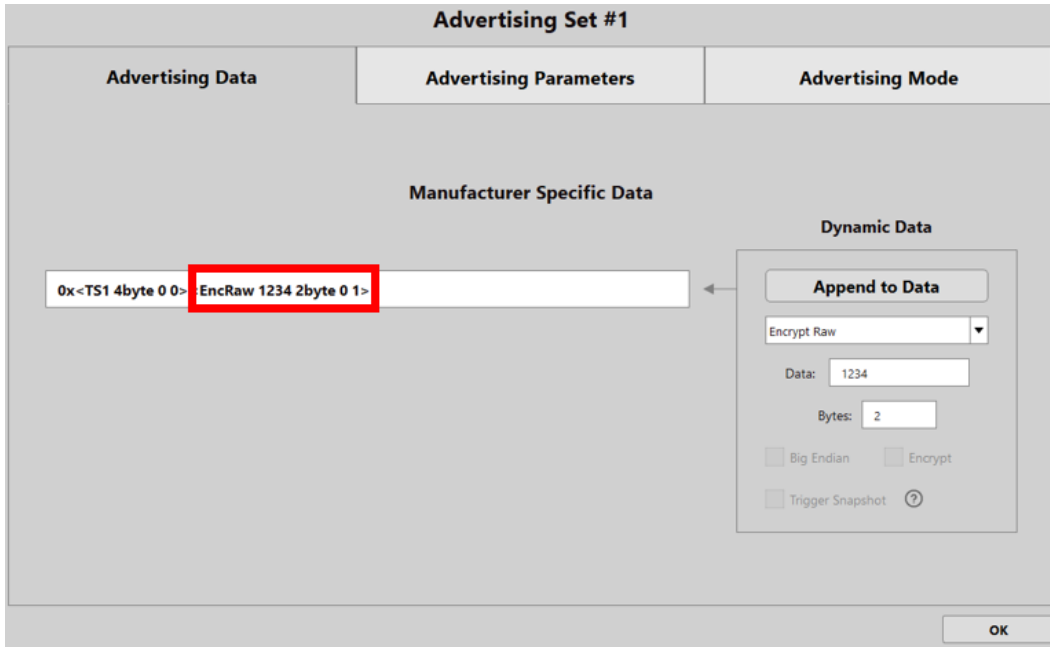 Advertising Set #1
Advertising Data
Advertising Parameters
Advertising Mode
Manufacturer Specific Data
Dynamic Data
0x<TS1 4byte 0 0><EncRaw 1234 2byte 0 1>
Append to Data
Encrypt Raw
Data: 1234
Bytes: 2
Big Endian
Encrypt
Trigger Snapshot ?
OK